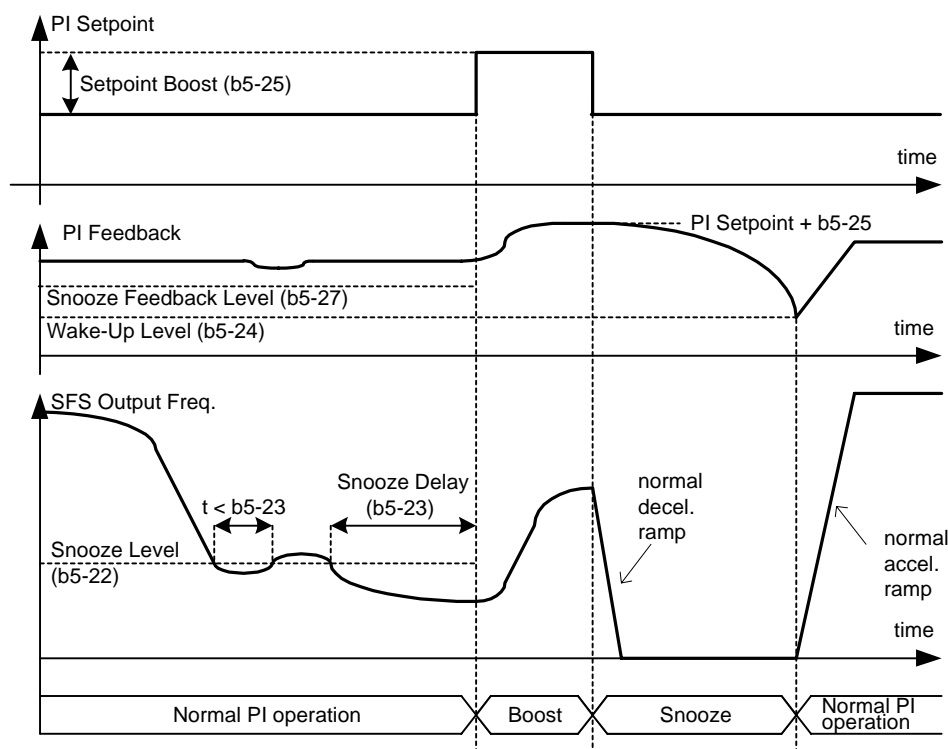 PI Setpoint
Setpoint Boost (b5-25)
time
PI Feedback
PI Setpoint + b5-25
Snooze Feedback Level (b5-27)
Wake-Up Level (b5-24)
time
SFS Output Freq.
t < b5-23
Snooze Delay
(b5-23)
normal
decel.
ramp
Snooze Level
(b5-22)
normal
accel.
ramp
time
Normal PI operation
Boost
Snooze
Normal PI
operation